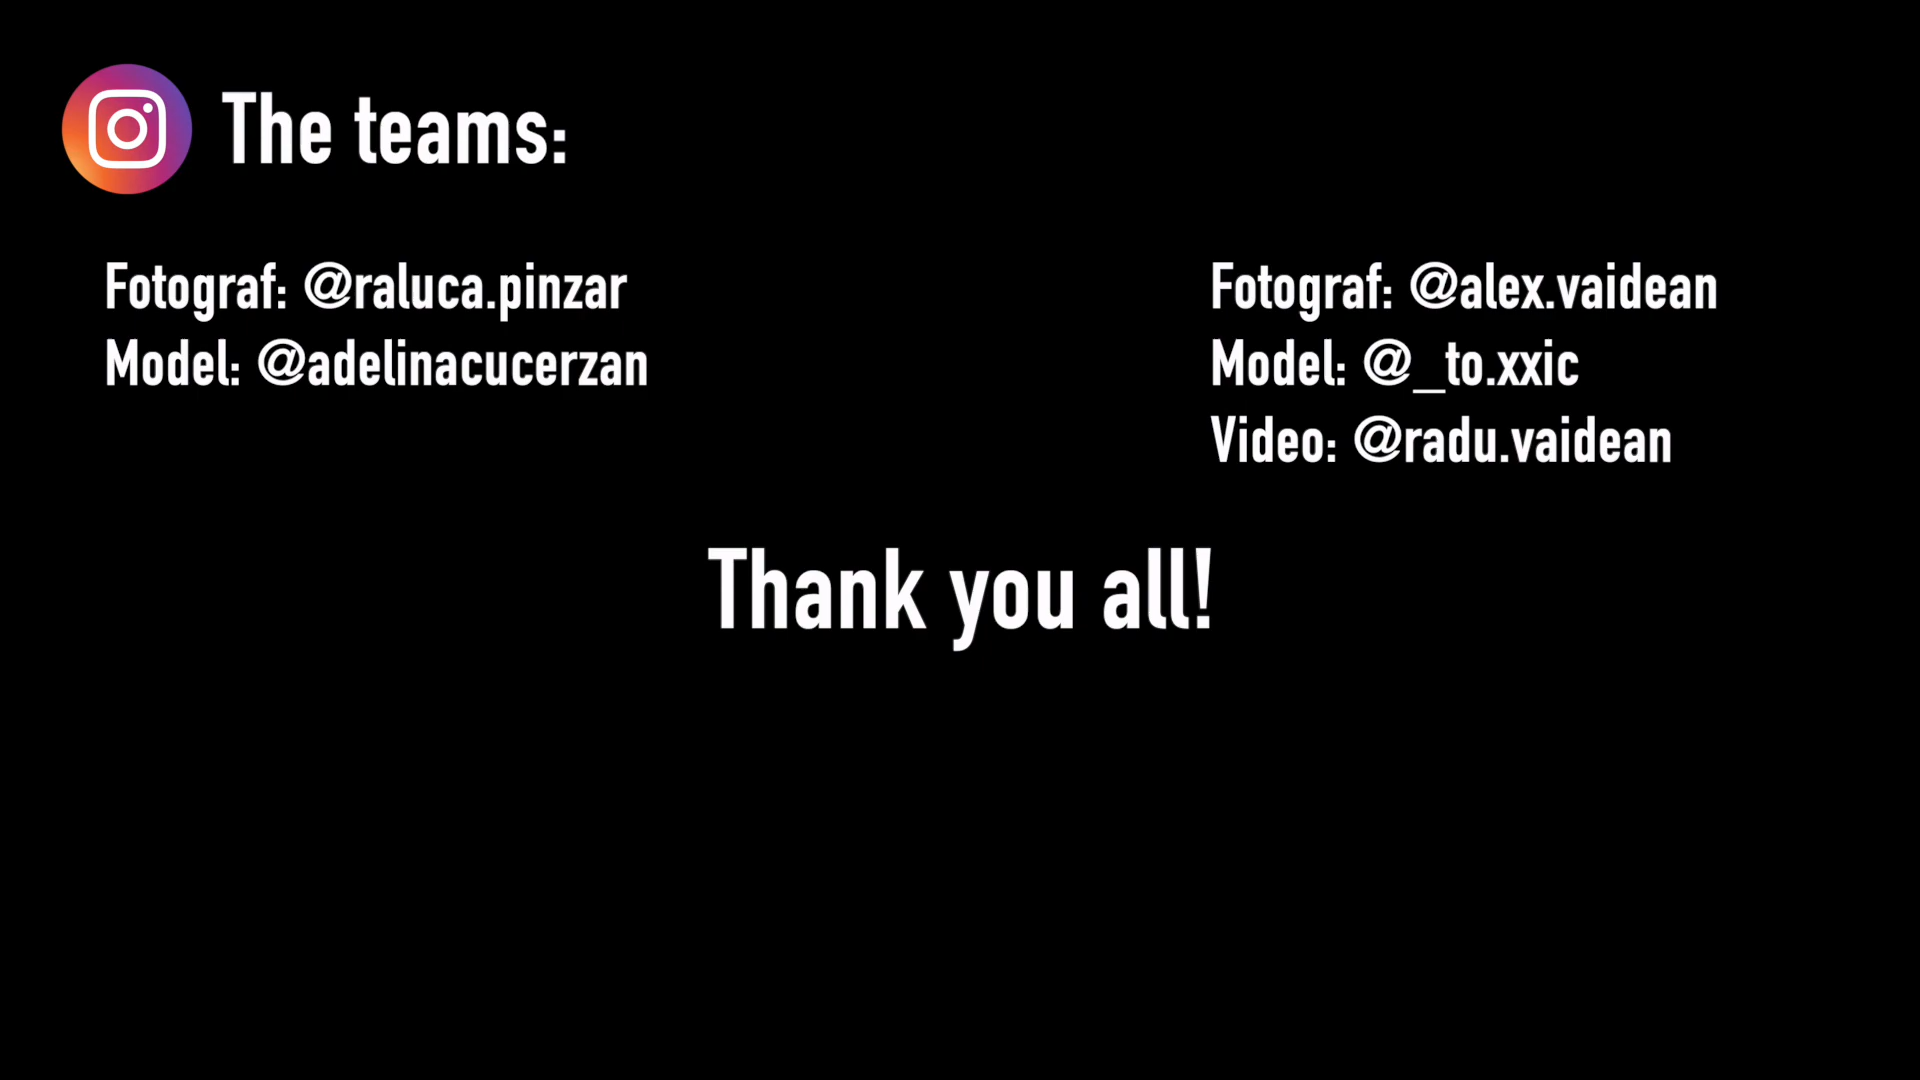 The teams:
Fotograf: @raluca.pinzar
Model: @adelinacucerzan
Fotograf: @alex.vaidean
Model: @_to.xxic
Video: @radu.vaidean
Thank you all!